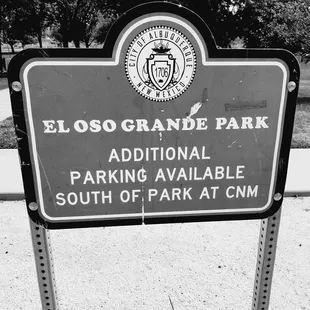 CITY OF ALBUQUERQUE
1706
NEW MEXICO
EL OSO GRANDE PARK
ADDITIONAL
PARKING AVAILABLE
SOUTH OF PARK AT CNM